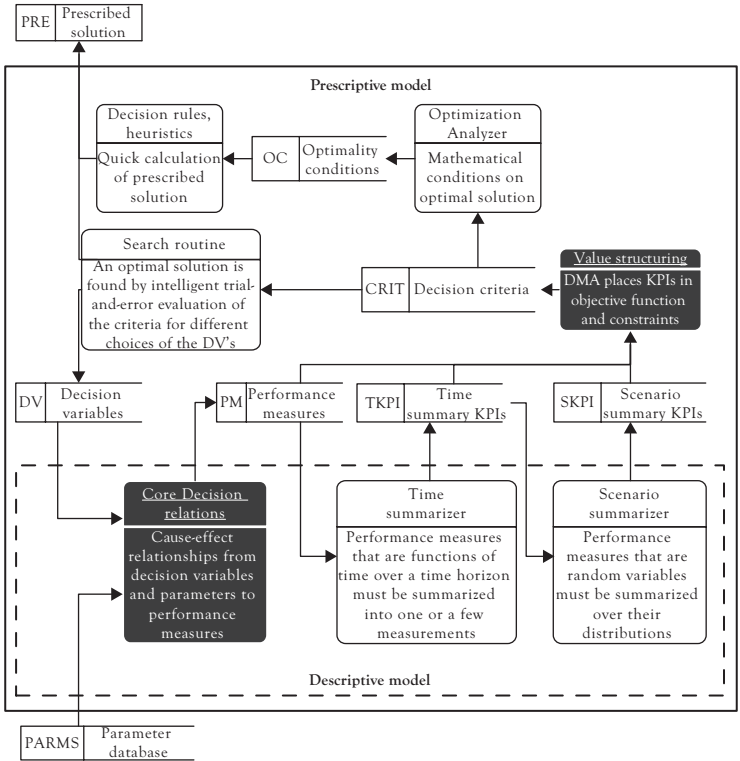 PRE
Prescribed
solution
Prescriptive model
Decision rules,
heuristics
Quick calculation
of prescribed
solution
OC
Optimality
conditions
Optimization
Analyzer
Mathematical
conditions on
optimal solution
Search routine
An optimal solution is
found by intelligent trial-
and-error evaluation of
the criteria for different
choices of the DV's
CRIT
Decision criteria
Value structuring
DMA places KPIs in
objective function
and constraints
DV
Decision
variables
PM
Performance
measures
TKPI
Time
summary KPIs
SKPI
Scenario
summary KPIs
Core Decision
relations
Cause-effect
relationships from
decision variables
and parameters to
performance
measures
Time
summarizer
Performance measures
that are functions of
time over a time horizon
must be summarized
into one or a few
measurements
Scenario
summarizer
Performance
measures that are
random variables
must be summarized
over their
distributions
Descriptive model
PARMS
Parameter
database